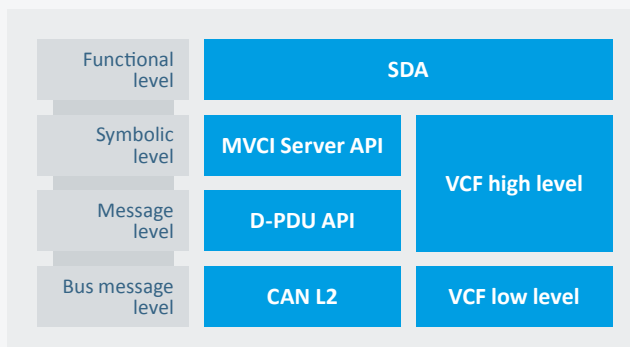 Functional
level
SDA
Symbolic
level
MVCI Server API
VCF high level
Message
level
D-PDU API
Bus message
level
CAN L2
VCF low level